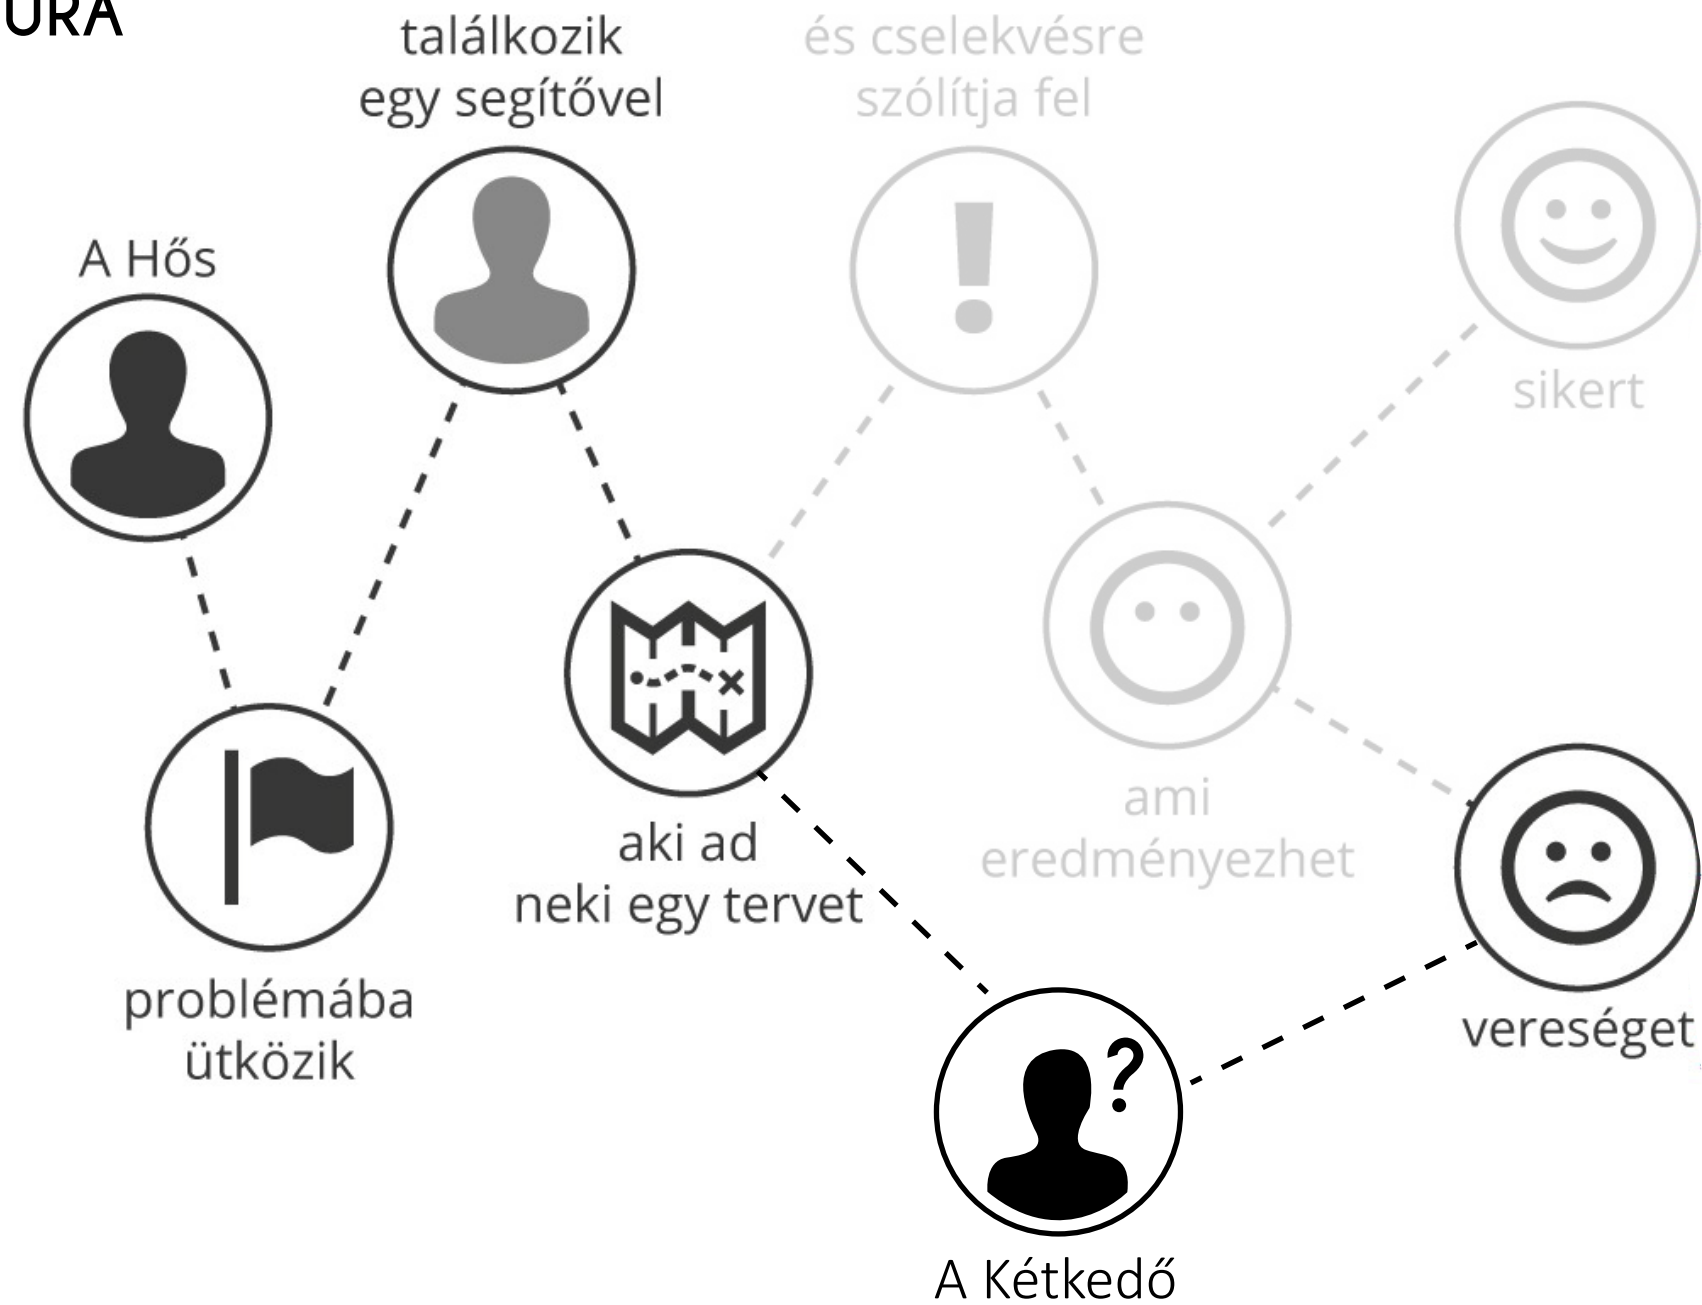 URA
találkozik
egy segítővel
és cselekvésre
szólítja fel
A Hős
sikert
ami
eredményezhet
aki ad
neki egy tervet
problémába
ütközik
vereséget
A Kétkedő